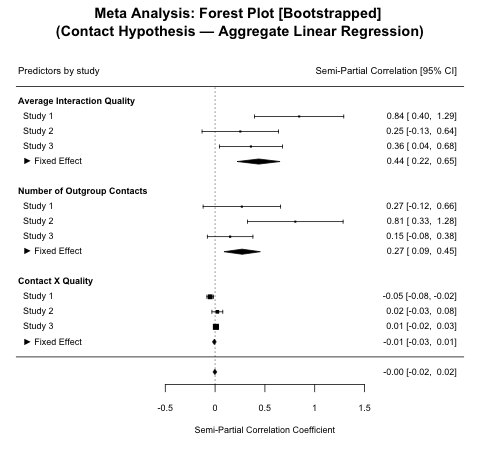 Meta Analysis: Forest Plot [Bootstrapped]
(Contact Hypothesis — Aggregate Linear Regression)
Predictors by study Semi-Partial Correlation [95% CI]
Average Interaction Quality
Study 1 0.84 [ 0.40, 1.29]
Study 2 0.25 [-0.13, 0.64]
Study 3 0.36 [ 0.04, 0.68]
► Fixed Effect 0.44 [ 0.22, 0.65]
Number of Outgroup Contacts
Study 1 0.27 [-0.12, 0.66]
Study 2 0.81 [ 0.33, 1.28]
Study 3 0.15 [-0.08, 0.38]
► Fixed Effect 0.27 [ 0.09, 0.45]
Contact X Quality
Study 1 -0.05 [-0.08, -0.02]
Study 2 0.02 [-0.03, 0.08]
Study 3 0.01 [-0.02, 0.03]
► Fixed Effect -0.01 [-0.03, 0.01]
-0.00 [-0.02, 0.02]
-0.5 0 0.5 1 1.5
Semi-Partial Correlation Coefficient